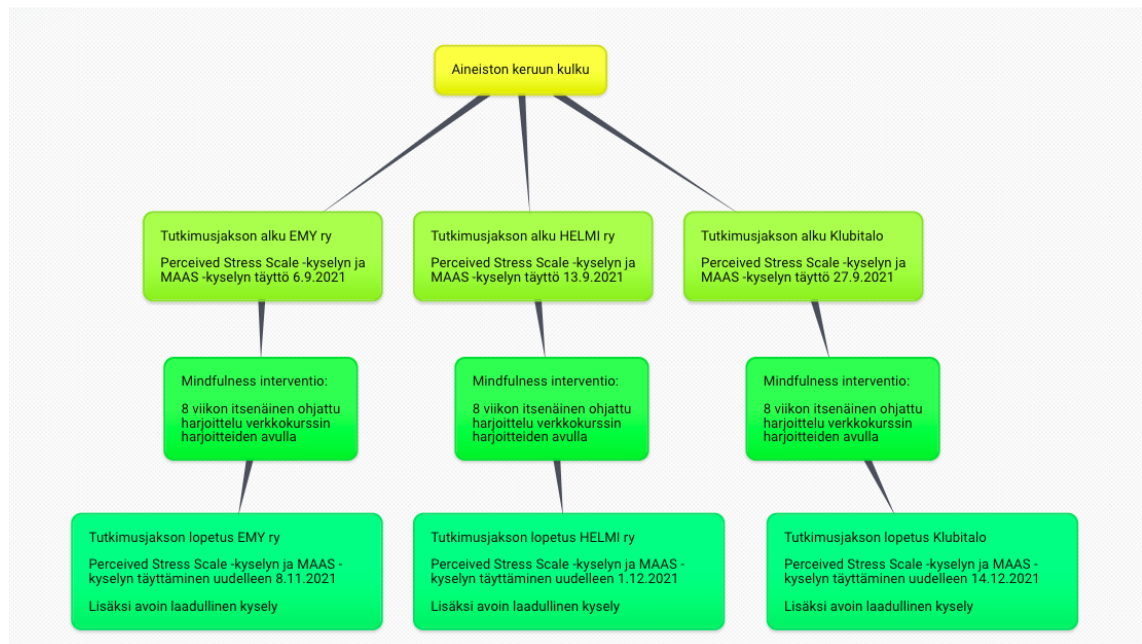 Aineiston keruun kulku
Tutkimusjakson alku EMY ry
Perceived Stress Scale -kyselyn ja
MAAS -kyselyn täyttö 6.9.2021
Tutkimusjakson alku HELMI ry
Perceived Stress Scale -kyselyn ja
MAAS -kyselyn täyttö 13.9.2021
Tutkimusjakson alku Klubitalo
Perceived Stress Scale -kyselyn ja
MAAS -kyselyn täyttö 27.9.2021
Mindfulness interventio:
8 viikon itsenäinen ohjattu
harjoittelu verkkokurssin
harjoitteiden avulla
Mindfulness interventio:
8 viikon itsenäinen ohjattu
harjoittelu verkkokurssin
harjoitteiden avulla
Mindfulness interventio:
8 viikon itsenäinen ohjattu
harjoittelu verkkokurssin
harjoitteiden avulla
Tutkimusjakson lopetus EMY ry
Perceived Stress Scale -kyselyn ja MAAS -
kyselyn täyttäminen uudelleen 8.11.2021
Lisäksi avoin laadullinen kysely
Tutkimusjakson lopetus HELMI ry
Perceived Stress Scale -kyselyn ja MAAS -
kyselyn täyttäminen uudelleen 1.12.2021
Lisäksi avoin laadullinen kysely
Tutkimusjakson lopetus Klubitalo
Perceived Stress Scale -kyselyn ja MAAS -
kyselyn täyttäminen uudelleen 14.12.2021
Lisäksi avoin laadullinen kysely